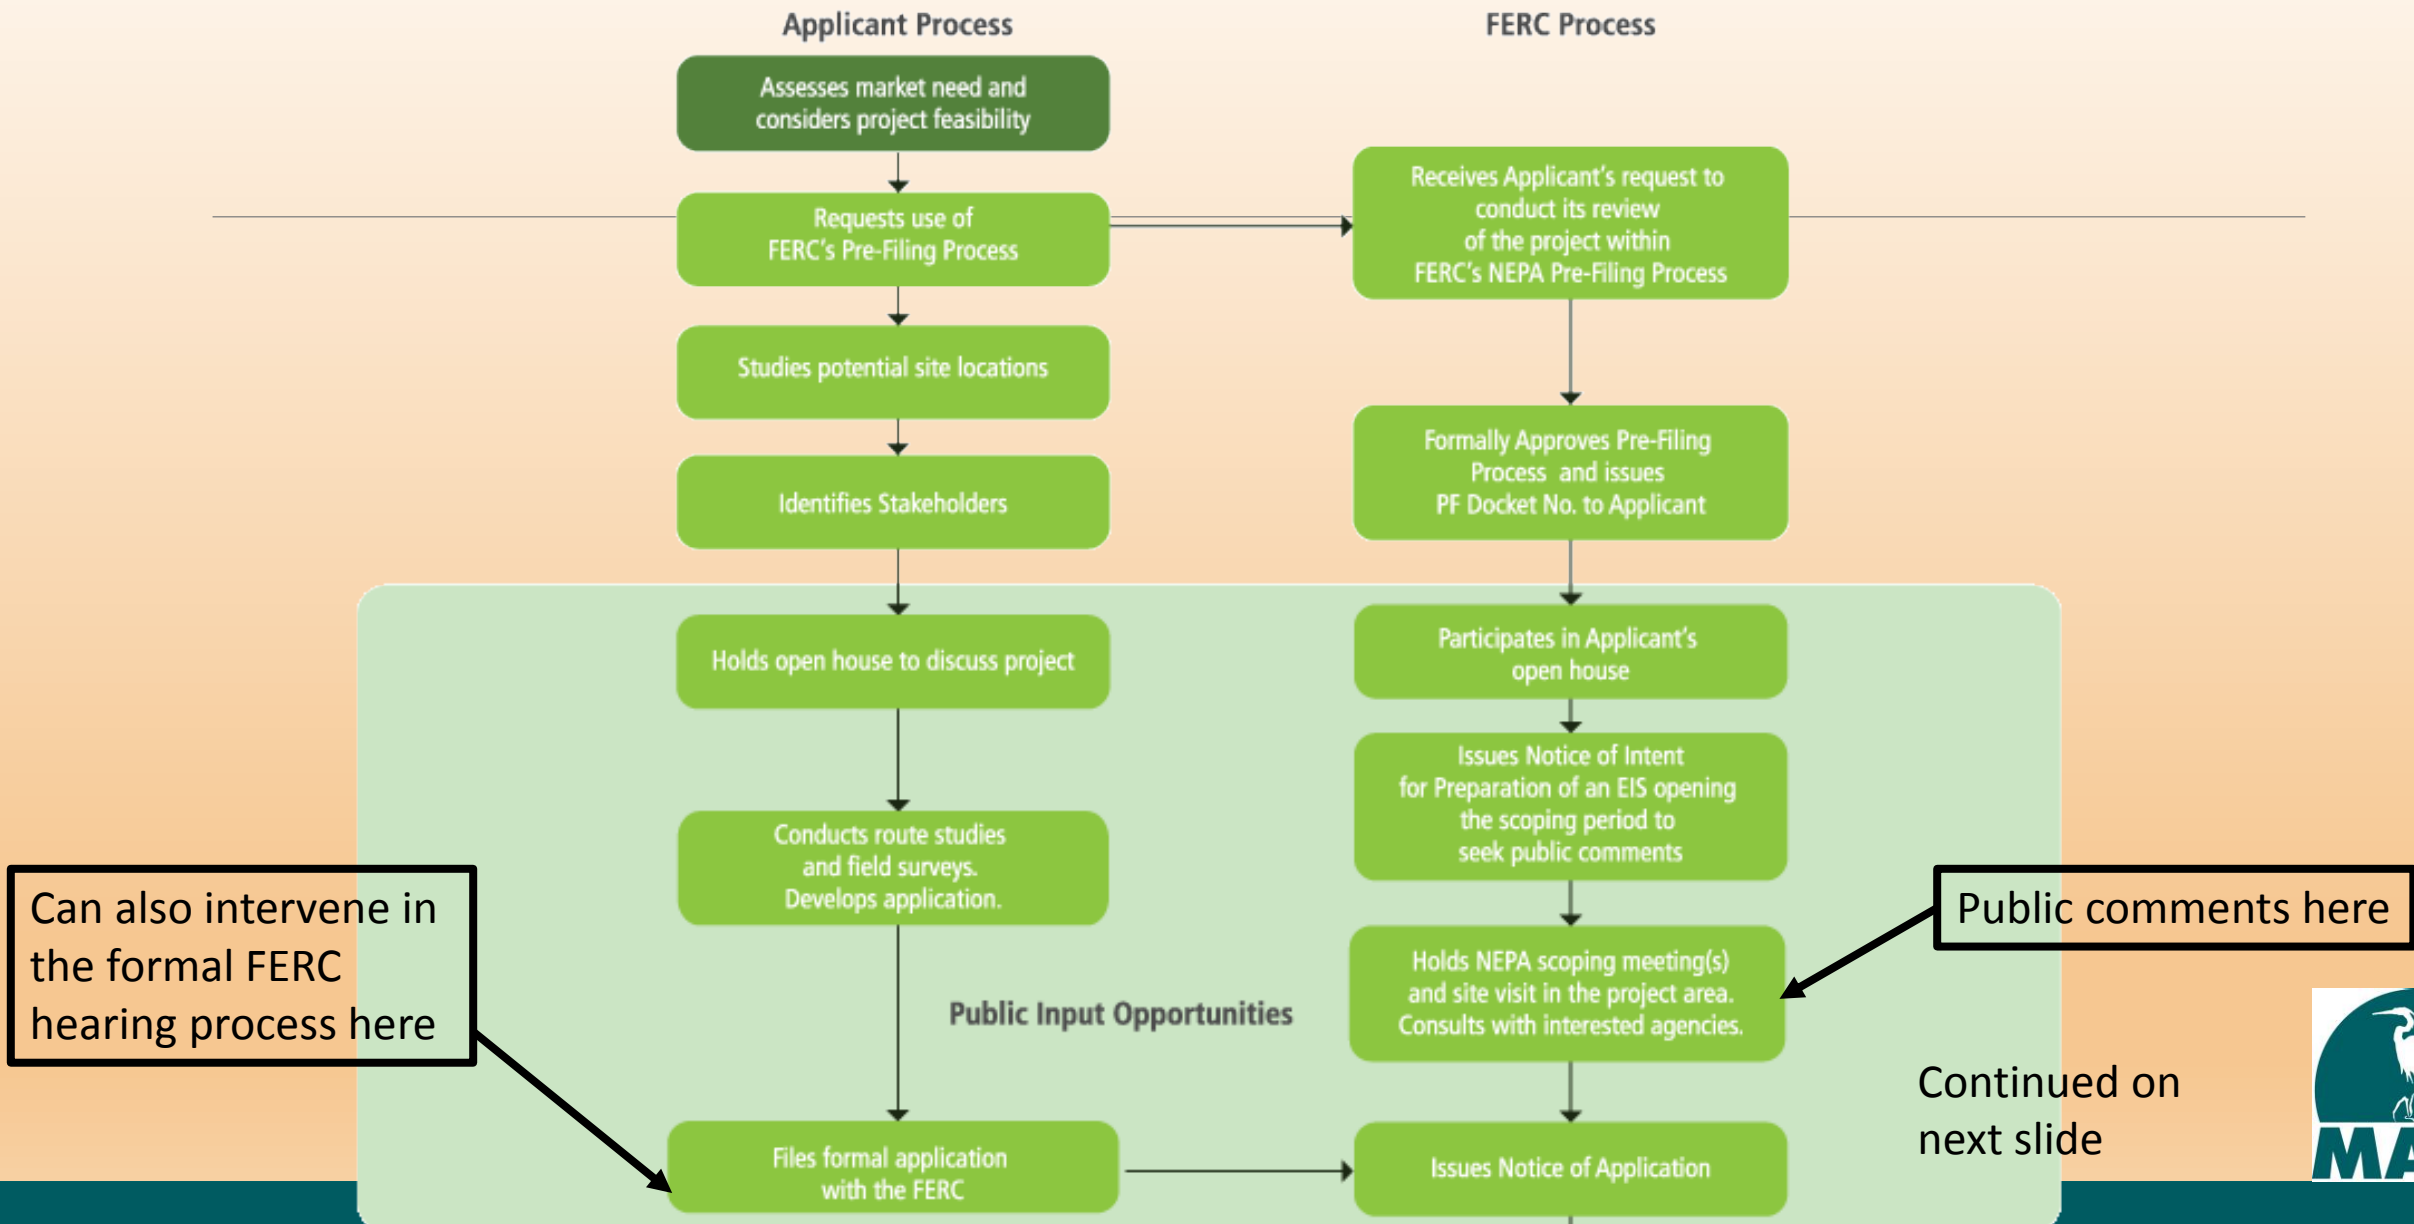 Applicant Process
FERC Process
Assesses market need and
considers project feasibility
Requests use of
FERC's Pre-Filing Process
Receives Applicant's request to
conduct its review
of the project within
FERC's NEPA Pre-Filing Process
Studies potential site locations
Formally Approves Pre-Filing
Process and issues
PF Docket No. to Applicant
Identifies Stakeholders
Holds open house to discuss project
Participates in Applicant's
open house
Issues Notice of Intent
for Preparation of an EIS opening
the scoping period to
seek public comments
Conducts route studies
and field surveys.
Develops application.
Can also intervene in
the formal FERC
hearing process here
Public comments here
Holds NEPA scoping meeting(s)
and site visit in the project area.
Consults with interested agencies.
Public Input Opportunities
Continued on
next slide
Files formal application
with the FERC
Issues Notice of Application